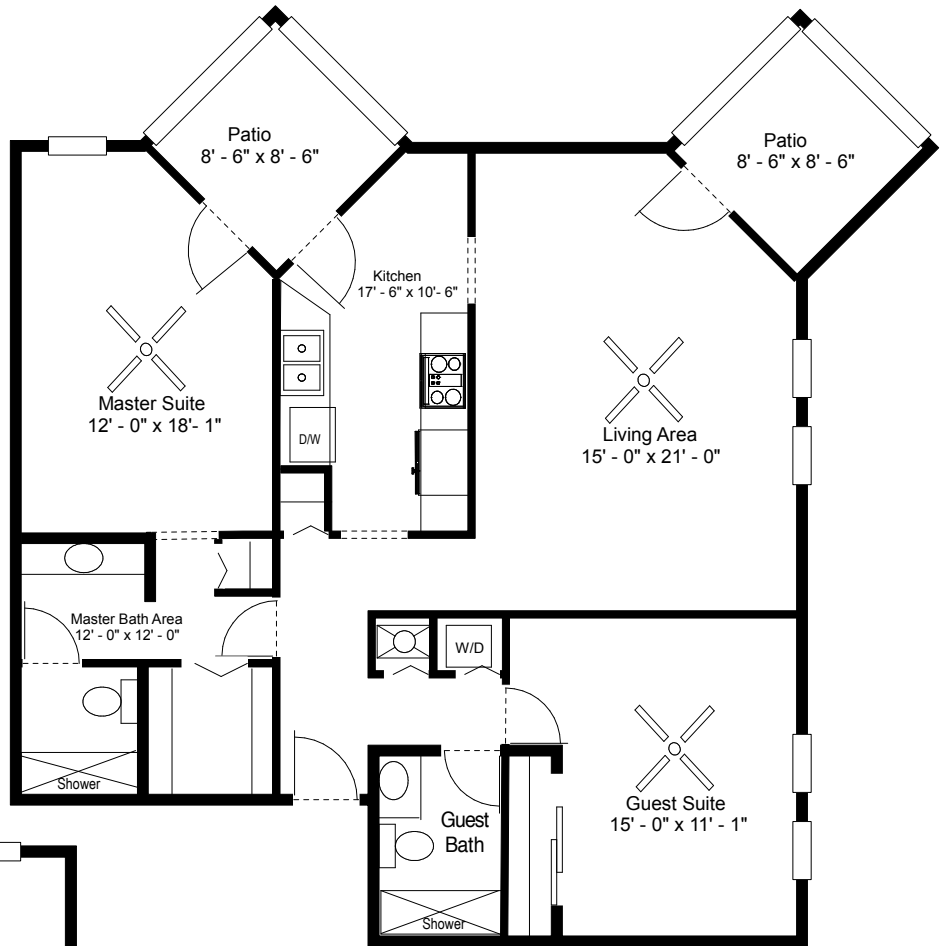 Patio
8' - 6" x 8' - 6"
Patio
8' - 6" x 8' - 6"
Kitchen
17' - 6" x 10'- 6"
Master Suite
12' - 0" x 18'- 1"
D/W
Living Area
15' - 0" x 21' - 0"
Master Bath Area
12' - 0" x 12' - 0"
W/D
Shower
Guest
Bath
Shower
Guest Suite
15' - 0" x 11' - 1"